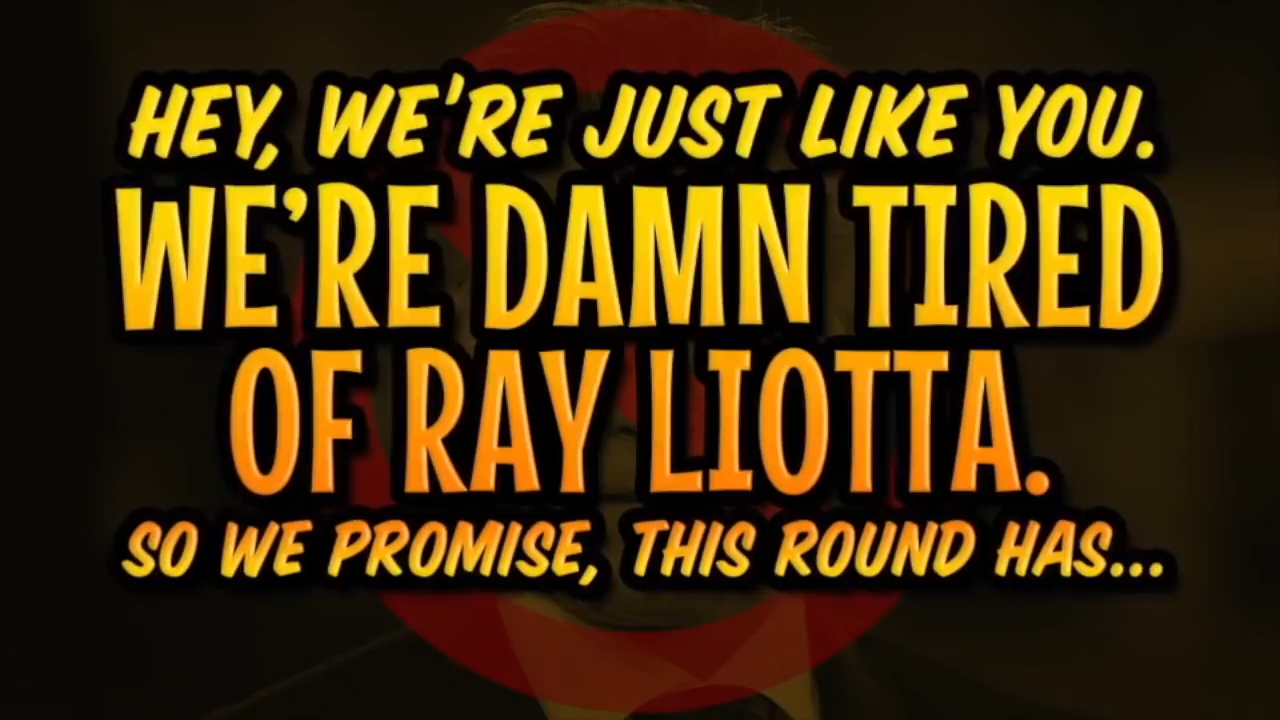 HEY, WE'RE JUST LIKE YOU.
WE'RE DAMN TIRED
OF RAY LIOTTA.
SO WE PROMISE, THIS ROUND HAS...